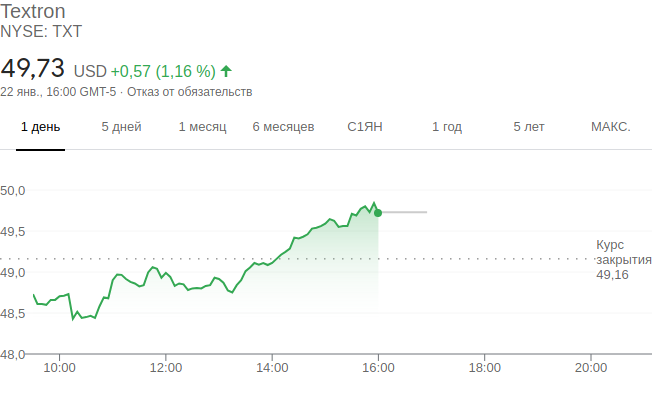 Textron
NYSE: TXT
49,73 USD +0,57 (1,16 %)
22 янв., 16:00 GMT-5 · Отказ от обязательств
1 день 5 дней 1 месяц 6 месяцев С1ЯН 1 год 5 лет МАКС.
50,0
49,5
Курс
закрытия
49,16
49,0
48,5
48,0
10:00 12:00 14:00 16:00 18:00 20:00